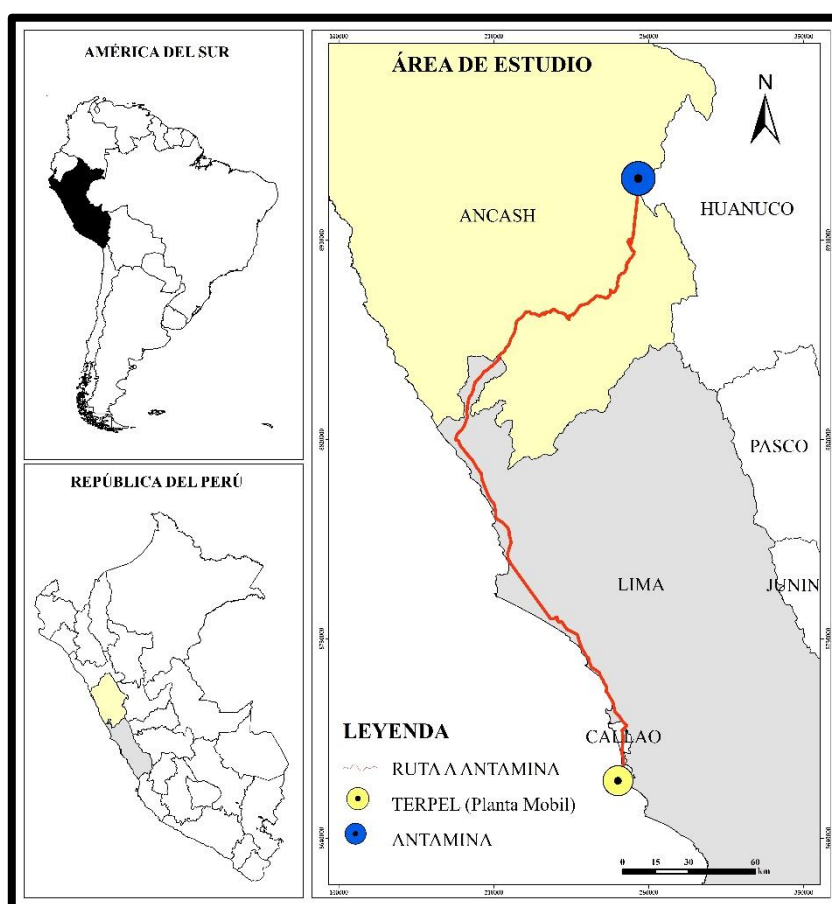 AMÉRICA DEL SUR
REPÚBLICA DEL PERÚ
ÁREA DE ESTUDIO
N
ANCASH
HUANUCO
PASCO
LIMA
JUNIN
CALLAO
LEYENDA
RUTA A ANTAMINA
TERPEL (Planta Mobil)
ANTAMINA
0 15 30 60
km